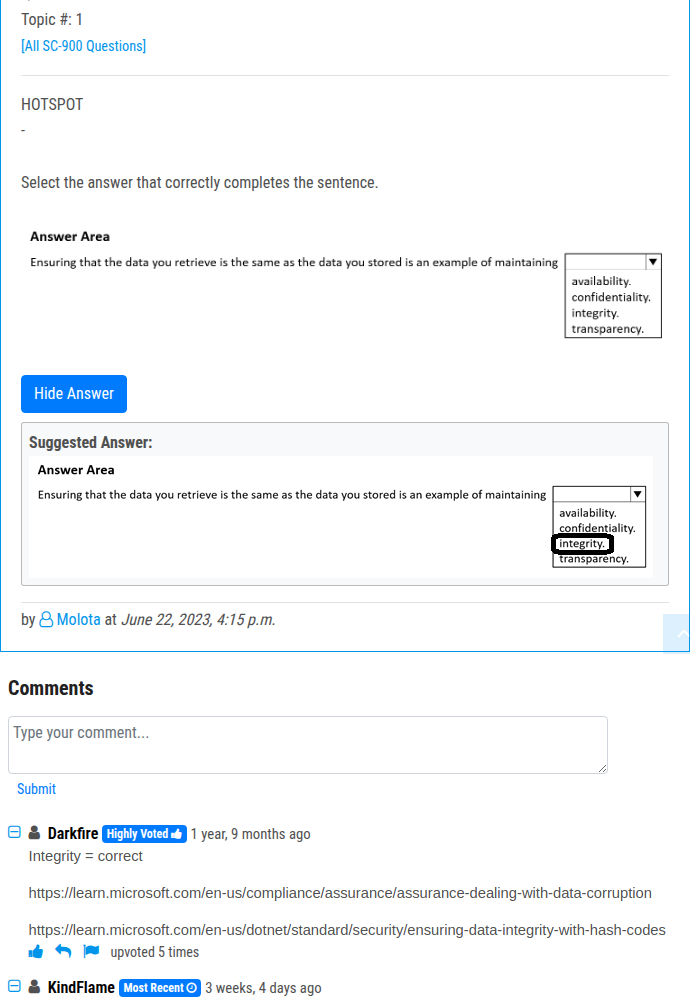 Topic #: 1
[All SC-900 Questions]
HOTSPOT
-
Select the answer that correctly completes the sentence.
Answer Area
Ensuring that the data you retrieve is the same as the data you stored is an example of maintaining
availability.
confidentiality.
integrity.
transparency.
Hide Answer
Suggested Answer:
Answer Area
Ensuring that the data you retrieve is the same as the data you stored is an example of maintaining
availability.
confidentiality.
integrity.
transparency.
by Molota at June 22, 2023, 4:15 p.m.
Comments
Type your comment...
Submit
Darkfire Highly Voted 1 year, 9 months ago
Integrity = correct
https://learn.microsoft.com/en-us/compliance/assurance/assurance-dealing-with-data-corruption
https://learn.microsoft.com/en-us/dotnet/standard/security/ensuring-data-integrity-with-hash-codes
upvoted 5 times
KindFlame Most Recent 3 weeks, 4 days ago